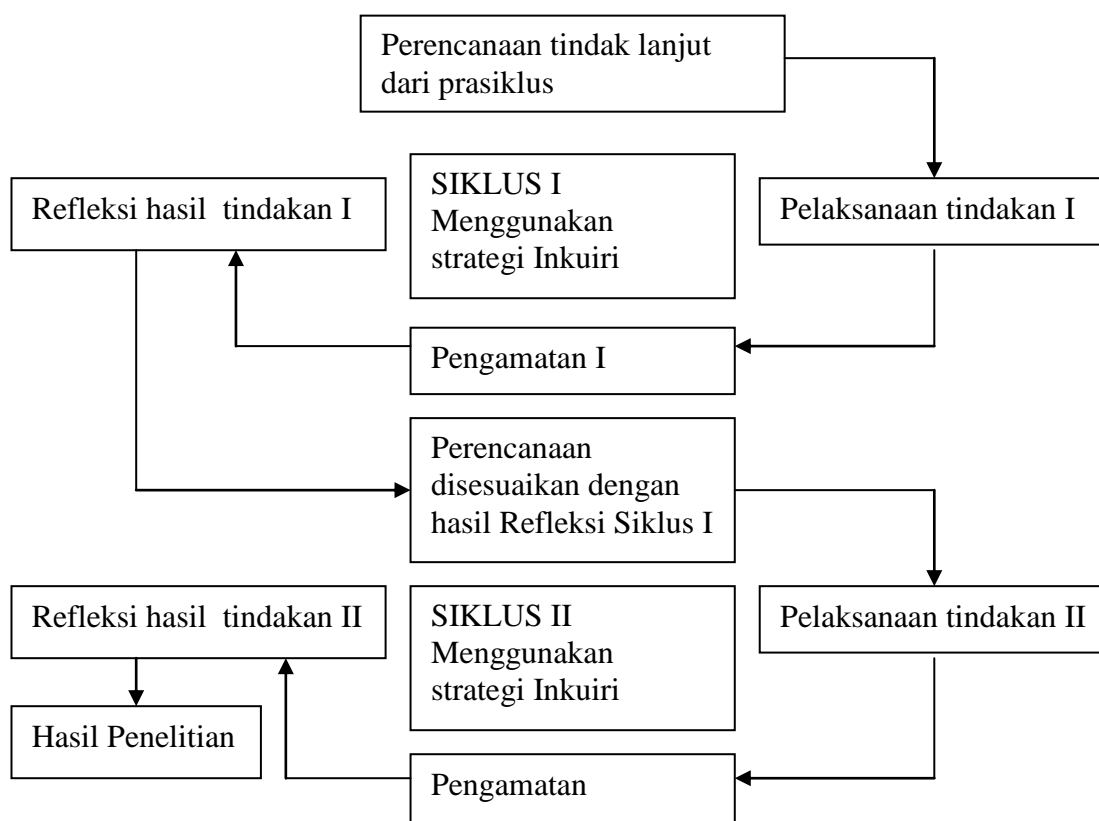 Perencanaan tindak lanjut
dari prasiklus
Refleksi hasil tindakan I
SIKLUS I
Menggunakan
strategi Inkuiri
Pelaksanaan tindakan I
Pengamatan I
Perencanaan
disesuaikan dengan
hasil Refleksi Siklus I
Refleksi hasil tindakan II
SIKLUS II
Menggunakan
strategi Inkuiri
Pelaksanaan tindakan II
Hasil Penelitian
Pengamatan